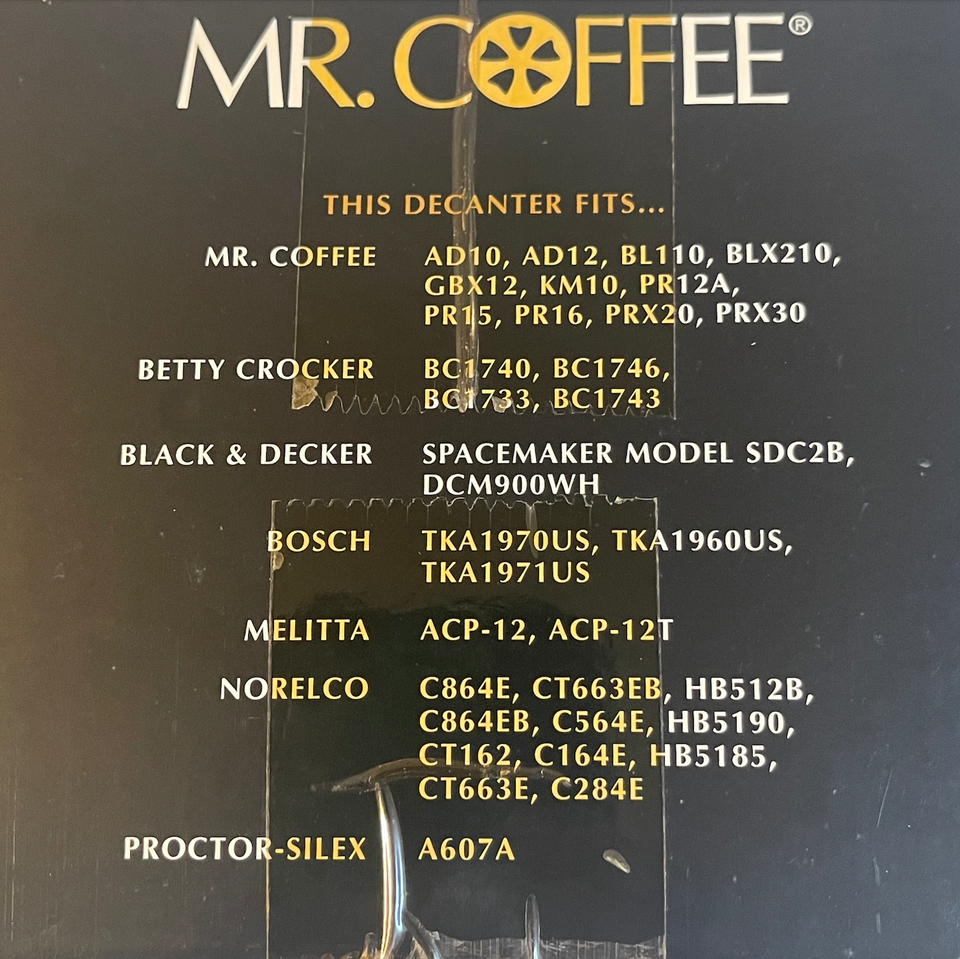 MR. COFFEE®
THIS DECANTER FITS...
MR. COFFEE AD10, AD12, BL110, BLX210,
GBX12, KM10, PR12A,
PR15, PR16, PRX20, PRX30
BETTY CROCKER BC1740, BC1746,
BC1733, BC1743
BLACK & DECKER SPACEMAKER MODEL SDC2B,
DCM900WH
BOSCH TKA1970US, TKA1960US,
TKA1971US
MELITTA ACP-12, ACP-12T
NORELCO C864E, CT663EB, HB512B,
C864EB, C564E, HB5190,
CT162, C164E, HB5185,
CT663E, C284E
PROCTOR-SILEX A607A